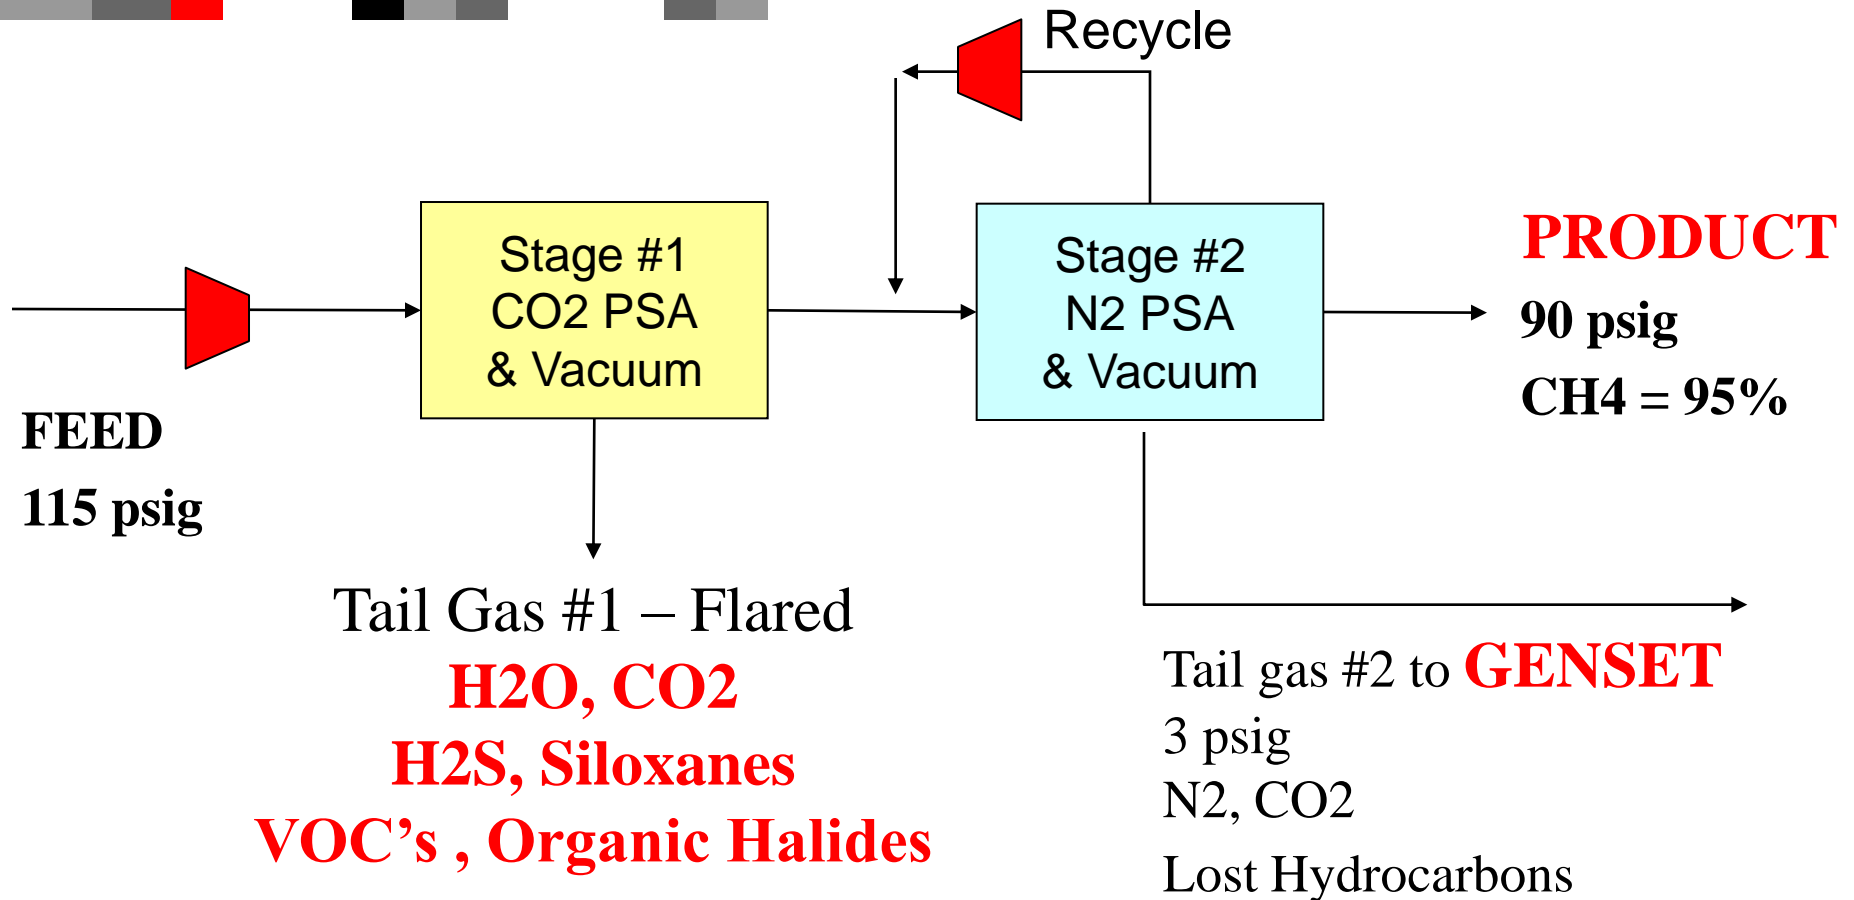 Recycle
Stage #1
CO2 PSA
& Vacuum
Stage #2
N2 PSA
& Vacuum
PRODUCT
90 psig
CH4 = 95%
FEED
115 psig
Tail Gas #1 – Flared
H2O, CO2
H2S, Siloxanes
VOC’s , Organic Halides
Tail gas #2 to GENSET
3 psig
N2, CO2
Lost Hydrocarbons